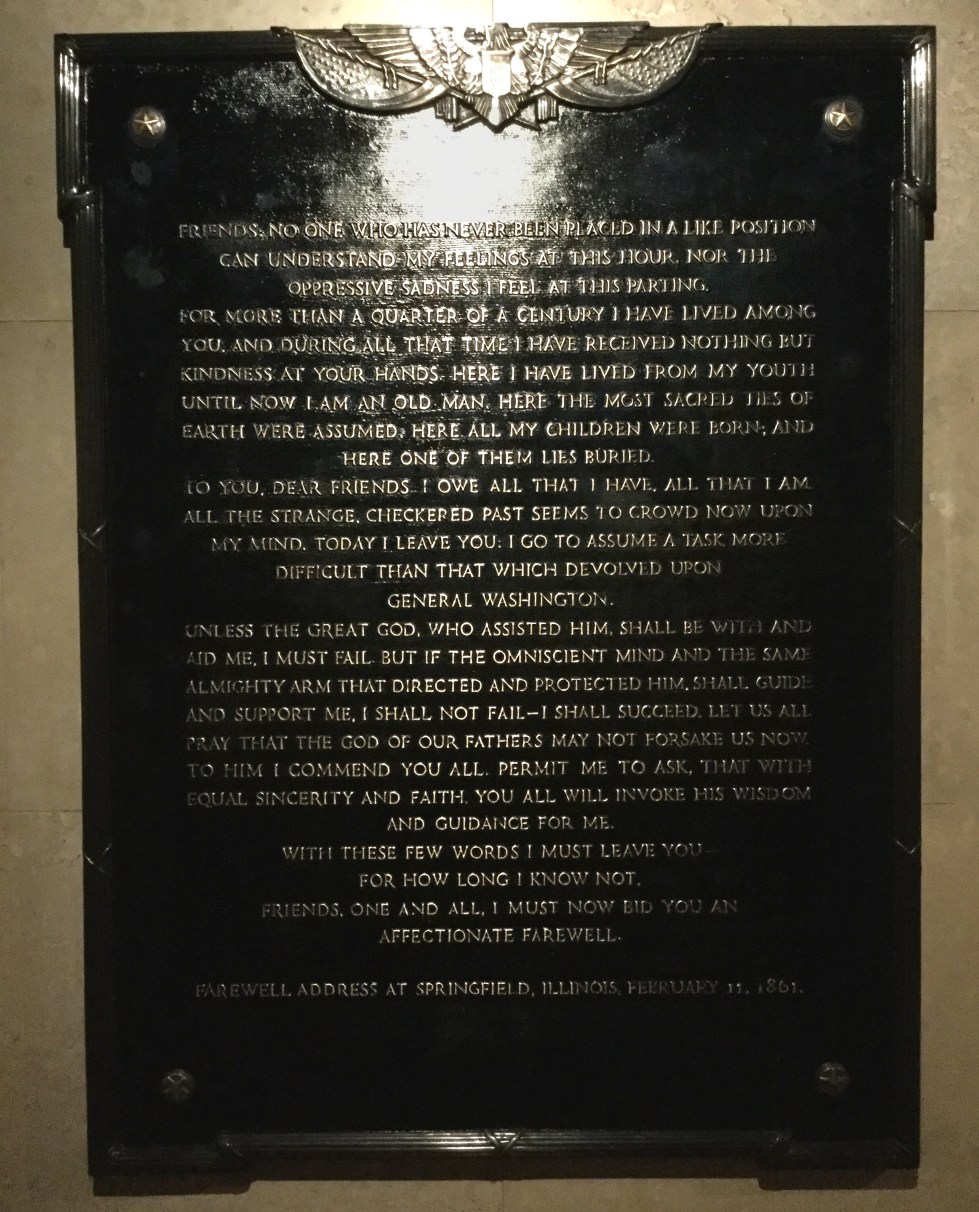 FRIENDS: NO ONE WHO HAS NEVER BEEN PLACED IN A LIKE POSITION
CAN UNDERSTAND MY FEELINGS AT THIS HOUR, NOR THE
OPPRESSIVE SADNESS I FEEL AT THIS PARTING.
FOR MORE THAN A QUARTER OF A CENTURY I HAVE LIVED AMONG
YOU, AND DURING ALL THAT TIME I HAVE RECEIVED NOTHING BUT
KINDNESS AT YOUR HANDS. HERE I HAVE LIVED FROM MY YOUTH
UNTIL NOW I AM AN OLD MAN. HERE THE MOST SACRED TIES OF
EARTH WERE ASSUMED; HERE ALL MY CHILDREN WERE BORN; AND
HERE ONE OF THEM LIES BURIED.
TO YOU, DEAR FRIENDS, I OWE ALL THAT I HAVE, ALL THAT I AM.
ALL THE STRANGE, CHECKERED PAST SEEMS TO CROWD NOW UPON
MY MIND. TODAY I LEAVE YOU; I GO TO ASSUME A TASK MORE
DIFFICULT THAN THAT WHICH DEVOLVED UPON
GENERAL WASHINGTON.
UNLESS THE GREAT GOD, WHO ASSISTED HIM, SHALL BE WITH AND
AID ME, I MUST FAIL. BUT IF THE OMNISCIENT MIND AND THE SAME
ALMIGHTY ARM THAT DIRECTED AND PROTECTED HIM, SHALL GUIDE
AND SUPPORT ME, I SHALL NOT FAIL—I SHALL SUCCEED. LET US ALL
PRAY THAT THE GOD OF OUR FATHERS MAY NOT FORSAKE US NOW.
TO HIM I COMMEND YOU ALL. PERMIT ME TO ASK, THAT WITH
EQUAL SINCERITY AND FAITH, YOU ALL WILL INVOKE HIS WISDOM
AND GUIDANCE FOR ME.
WITH THESE FEW WORDS I MUST LEAVE YOU—
FOR HOW LONG I KNOW NOT.
FRIENDS, ONE AND ALL, I MUST NOW BID YOU AN
AFFECTIONATE FAREWELL.
FAREWELL ADDRESS AT SPRINGFIELD, ILLINOIS, FEBRUARY 11, 1861.